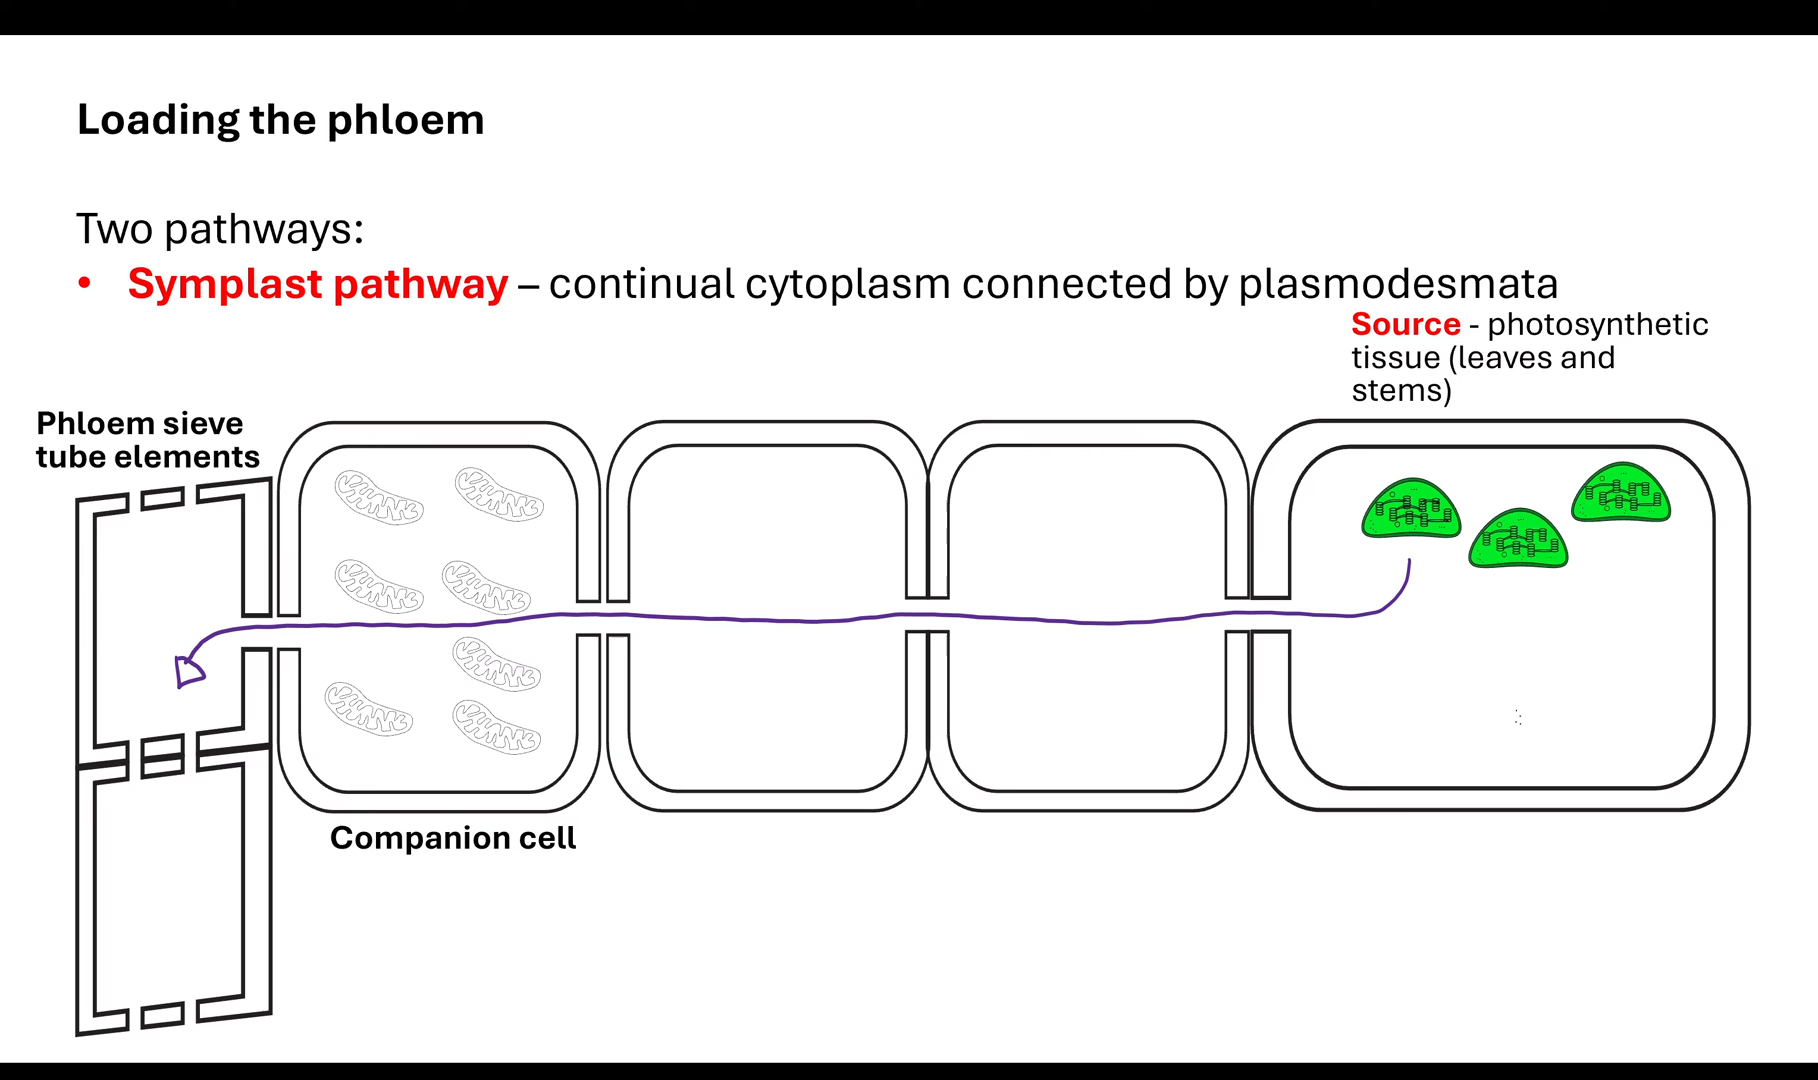 Loading the phloem
Two pathways:
• Symplast pathway – continual cytoplasm connected by plasmodesmata
Source - photosynthetic
tissue (leaves and
stems)
Phloem sieve
tube elements
Companion cell